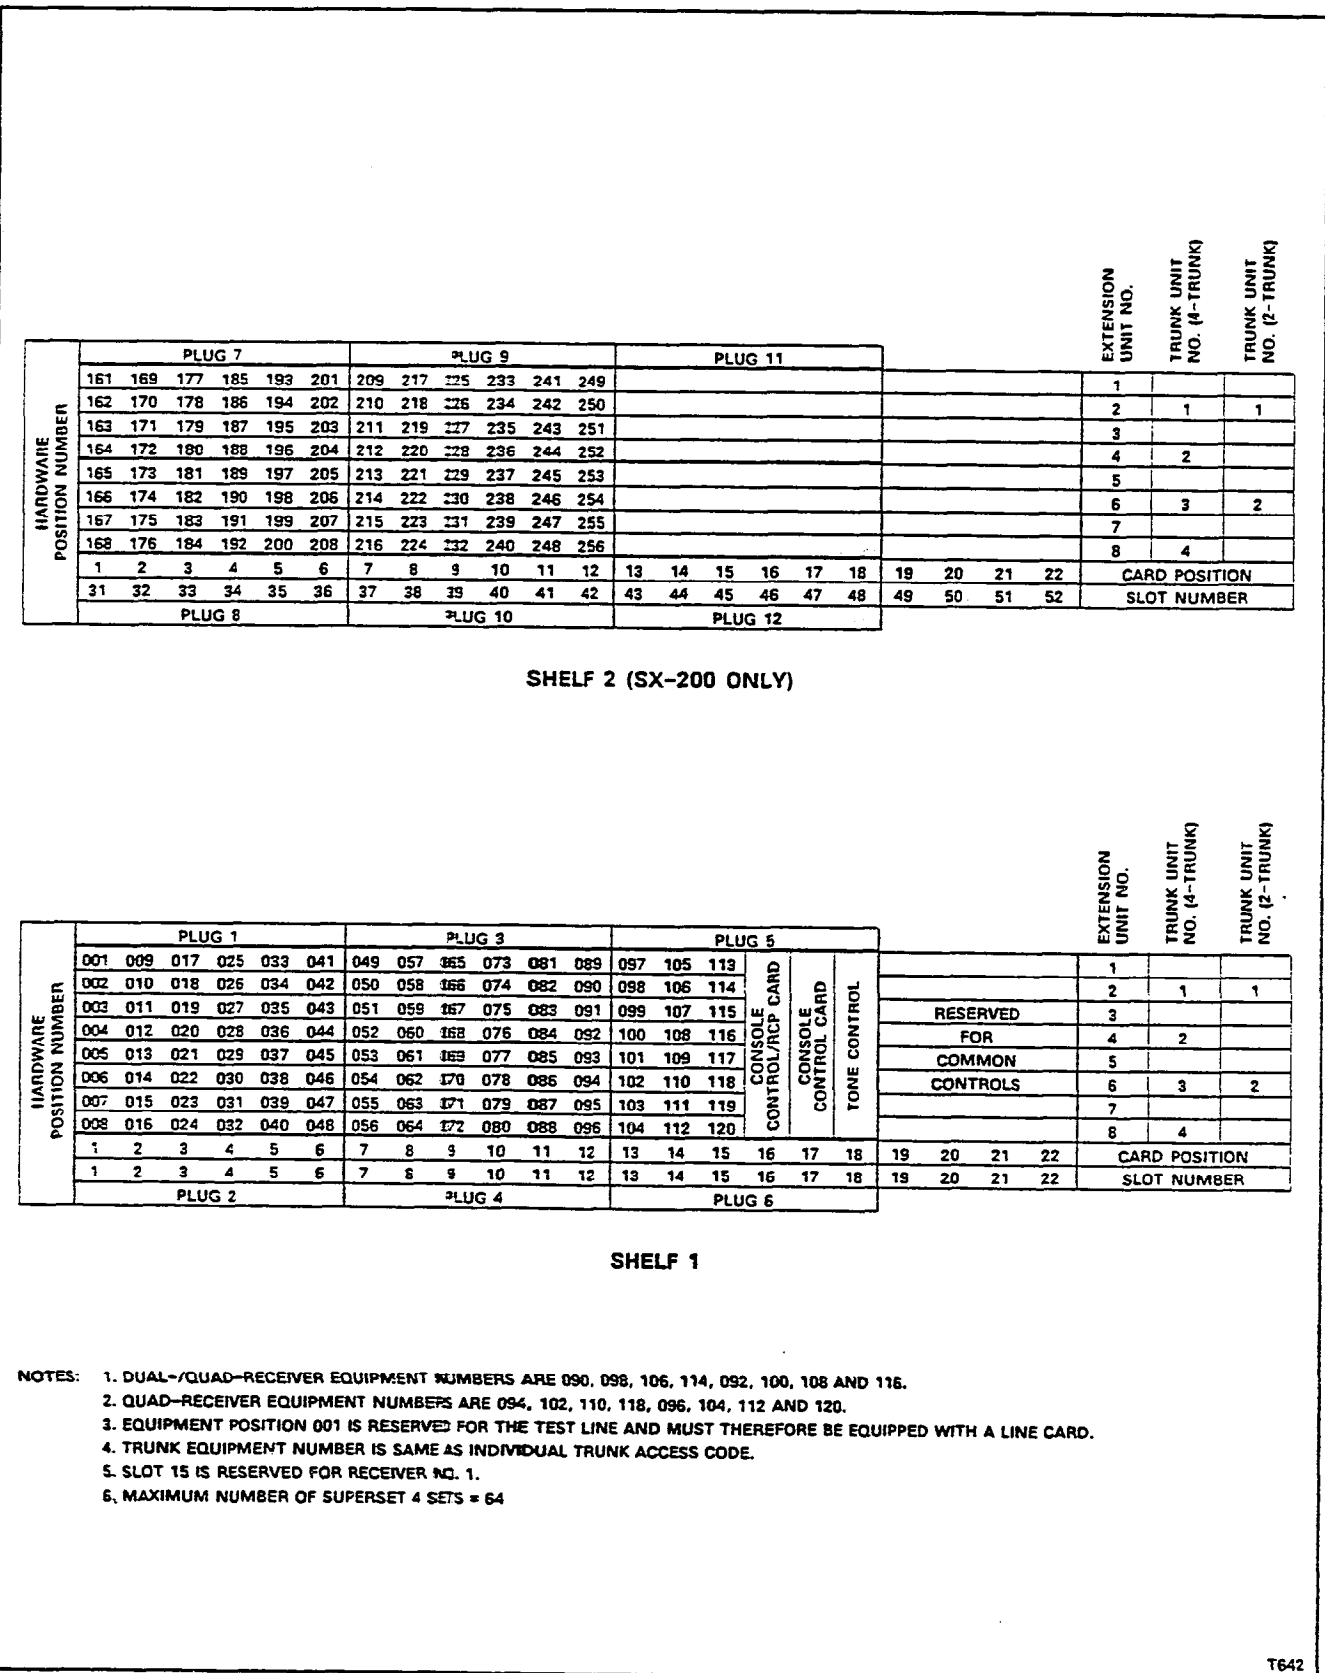 EXTENSION UNIT NO.
TRUNK UNIT NO. (4-TRUNK)
TRUNK UNIT NO. (2-TRUNK)
HARDWARE POSITION NUMBER
PLUG 7 PLUG 9 PLUG 11
161 169 177 185 193 201 209 217 225 233 241 249 1
162 170 178 186 194 202 210 218 226 234 242 250 2 1 1
163 171 179 187 195 203 211 219 227 235 243 251 3
164 172 180 188 196 204 212 220 228 236 244 252 4 2
165 173 181 189 197 205 213 221 229 237 245 253 5
166 174 182 190 198 206 214 222 230 238 246 254 6 3 2
167 175 183 191 199 207 215 223 231 239 247 255 7
168 176 184 192 200 208 216 224 232 240 248 256 8 4
1 2 3 4 5 6 7 8 9 10 11 12 13 14 15 16 17 18 19 20 21 22 CARD POSITION
31 32 33 34 35 36 37 38 39 40 41 42 43 44 45 46 47 48 49 50 51 52 SLOT NUMBER
PLUG 8 PLUG 10 PLUG 12
SHELF 2 (SX-200 ONLY)
EXTENSION UNIT NO.
TRUNK UNIT NO. (4-TRUNK)
TRUNK UNIT NO. (2-TRUNK)
HARDWARE POSITION NUMBER
PLUG 1 PLUG 3 PLUG 5
001 009 017 025 033 041 049 057 073 081 089 097 105 113 1
002 010 018 026 034 042 050 058 074 082 090 098 106 114 2 1 1
003 011 019 027 035 043 051 059 075 083 091 099 107 115 RESERVED 3
004 012 020 028 036 044 052 060 076 084 092 100 108 116 FOR 4 2
005 013 021 029 037 045 053 061 077 085 093 101 109 117 COMMON 5
006 014 022 030 038 046 054 062 078 086 094 102 110 118 CONTROLS 6 3 2
007 015 023 031 039 047 055 063 079 087 095 103 111 119 7
008 016 024 032 040 048 056 064 080 088 096 104 112 120 8 4
CONSOLE CONTROL/RCP CARD
CONSOLE CONTROL CARD
TONE CONTROL
1 2 3 4 5 6 7 8 9 10 11 12 13 14 15 16 17 18 19 20 21 22 CARD POSITION
1 2 3 4 5 6 7 8 9 10 11 12 13 14 15 16 17 18 19 20 21 22 SLOT NUMBER
PLUG 2 PLUG 4 PLUG 6
SHELF 1
NOTES: 1. DUAL-/QUAD-RECEIVER EQUIPMENT NUMBERS ARE 090, 098, 106, 114, 092, 100, 108 AND 116.
2. QUAD-RECEIVER EQUIPMENT NUMBERS ARE 094, 102, 110, 118, 096, 104, 112 AND 120.
3. EQUIPMENT POSITION 001 IS RESERVED FOR THE TEST LINE AND MUST THEREFORE BE EQUIPPED WITH A LINE CARD.
4. TRUNK EQUIPMENT NUMBER IS SAME AS INDIVIDUAL TRUNK ACCESS CODE.
5. SLOT 15 IS RESERVED FOR RECEIVER NO. 1.
6. MAXIMUM NUMBER OF SUPERSET 4 SETS = 64
T642